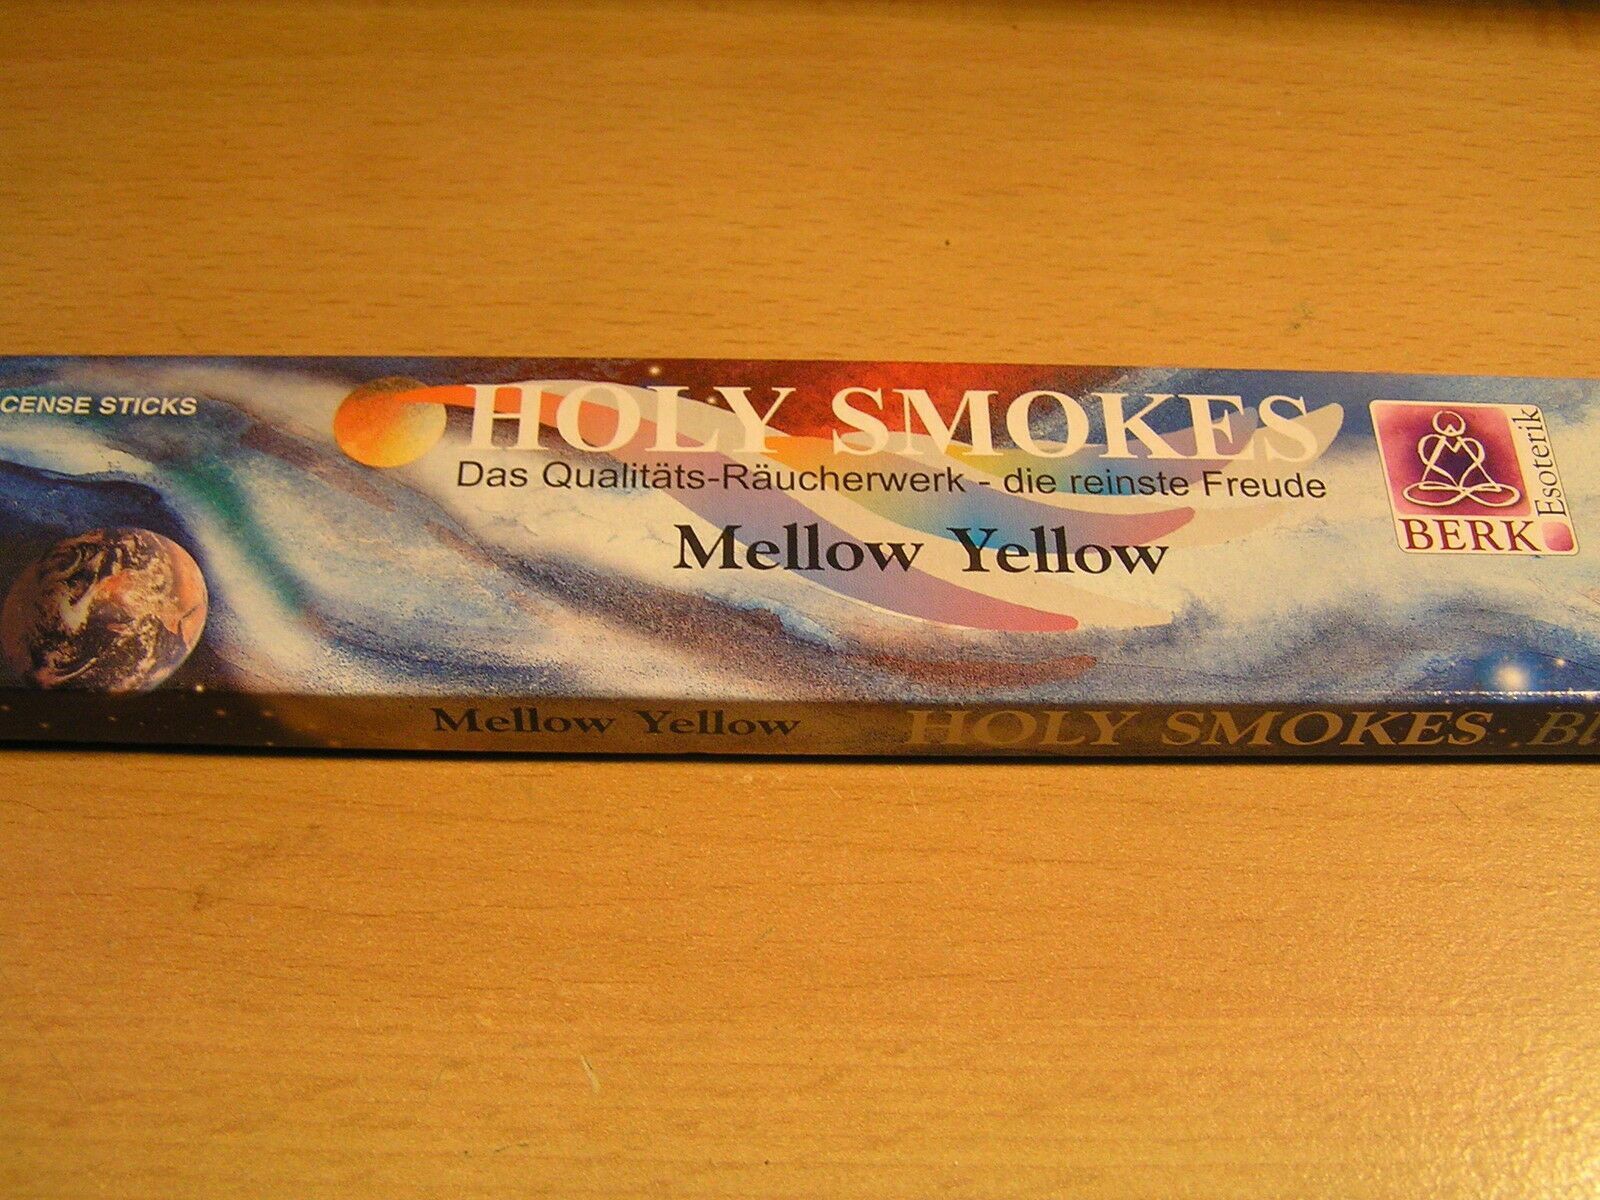 CENSE STICKS
HOLY SMOKES
Das Qualitäts-Räucherwerk - die reinste Freude
Mellow Yellow
BERK
Esoterik
Mellow Yellow HOLY SMOKES